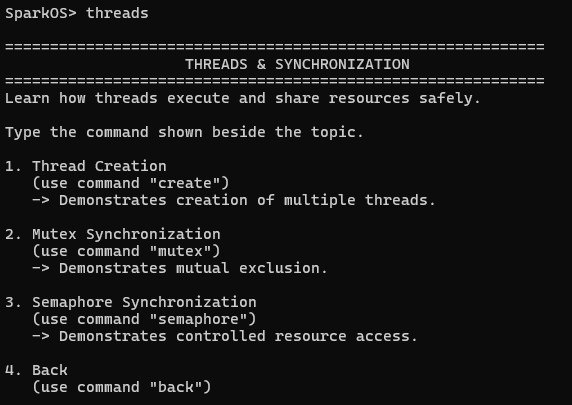 SparkOS> threads
============================================================
THREADS & SYNCHRONIZATION
============================================================
Learn how threads execute and share resources safely.
Type the command shown beside the topic.
1. Thread Creation
(use command "create")
-> Demonstrates creation of multiple threads.
2. Mutex Synchronization
(use command "mutex")
-> Demonstrates mutual exclusion.
3. Semaphore Synchronization
(use command "semaphore")
-> Demonstrates controlled resource access.
4. Back
(use command "back")